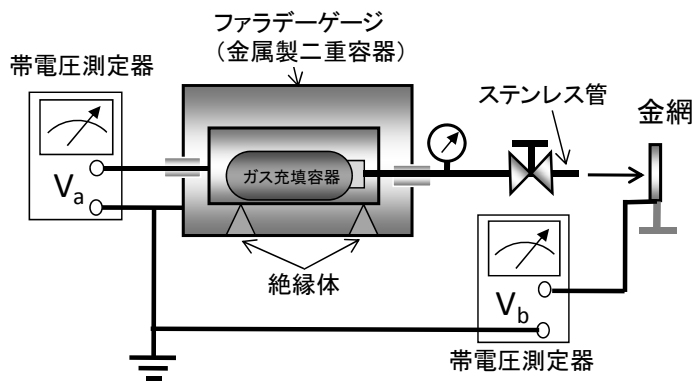 ファラデーゲージ
(金属製二重容器)
帯電圧測定器
ステンレス管
金網
Va
ガス充填容器
絶縁体
Vb
帯電圧測定器